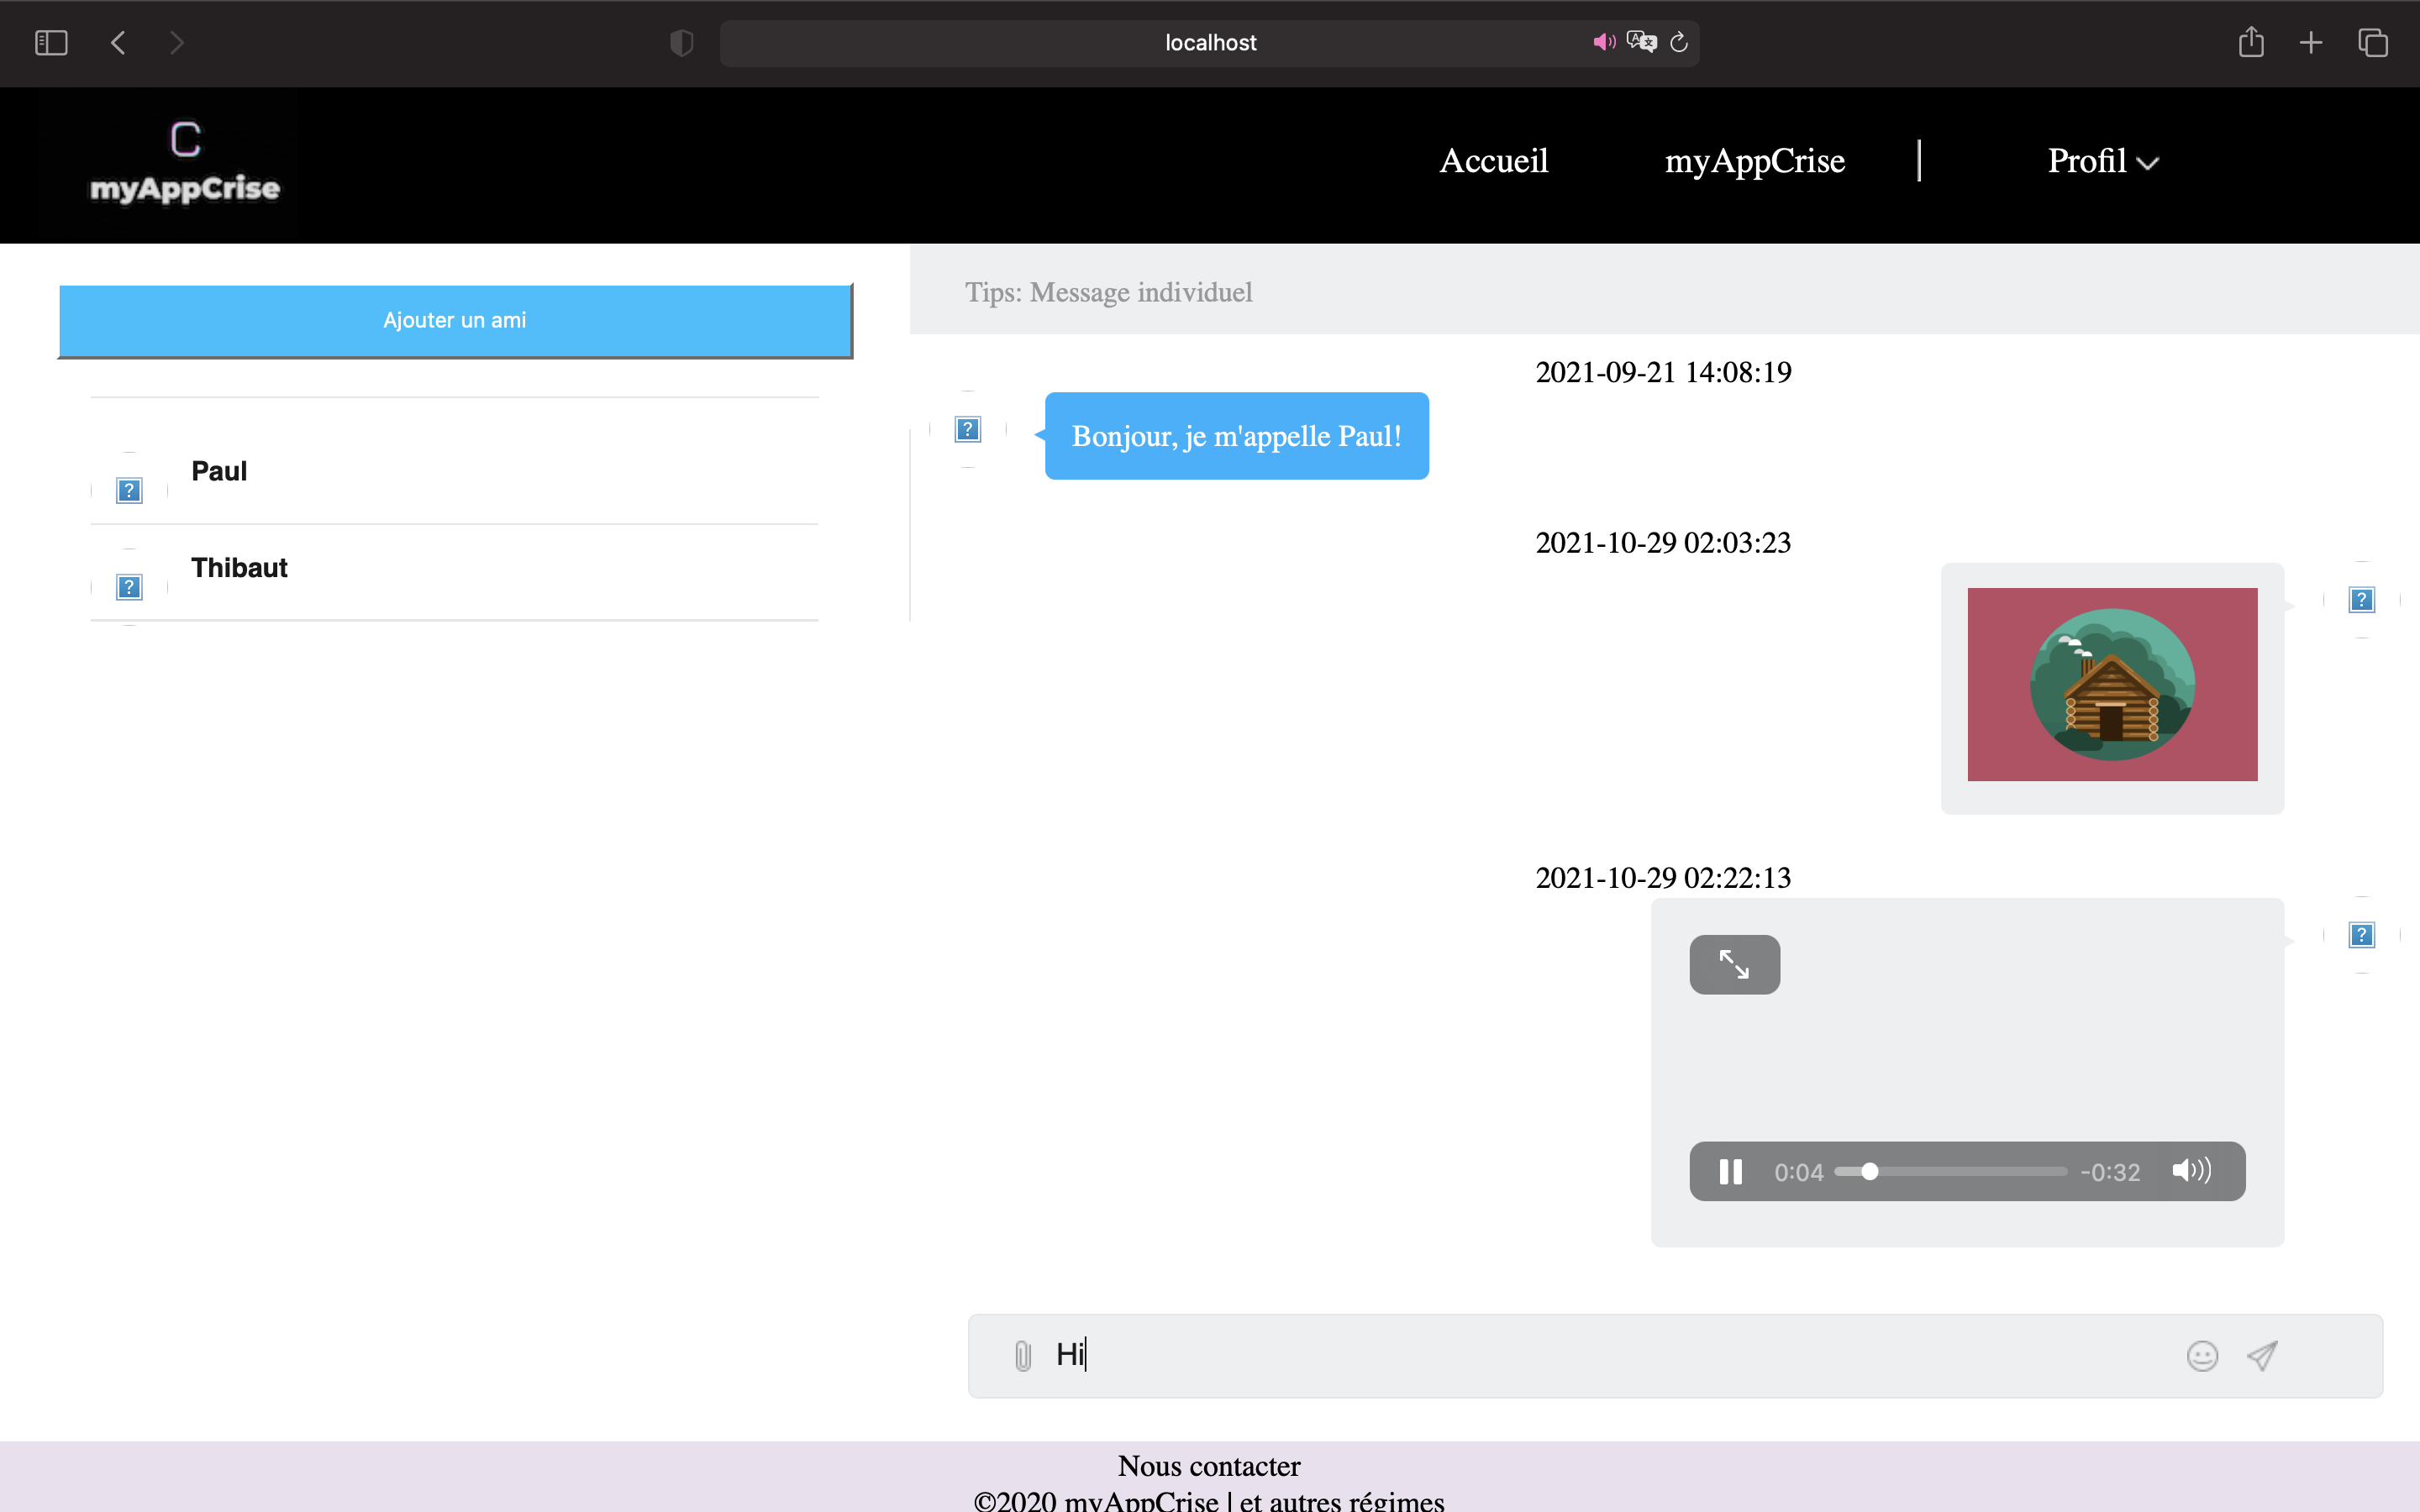 localhost
C
myAppCrise
Accueil
myAppCrise
Profil
Ajouter un ami
Tips: Message individuel
2021-09-21 14:08:19
Bonjour, je m'appelle Paul!
Paul
2021-10-29 02:03:23
Thibaut
2021-10-29 02:22:13
0:04
-0:32
Hi
Nous contacter
©2020 myAppCrise | et autres régimes